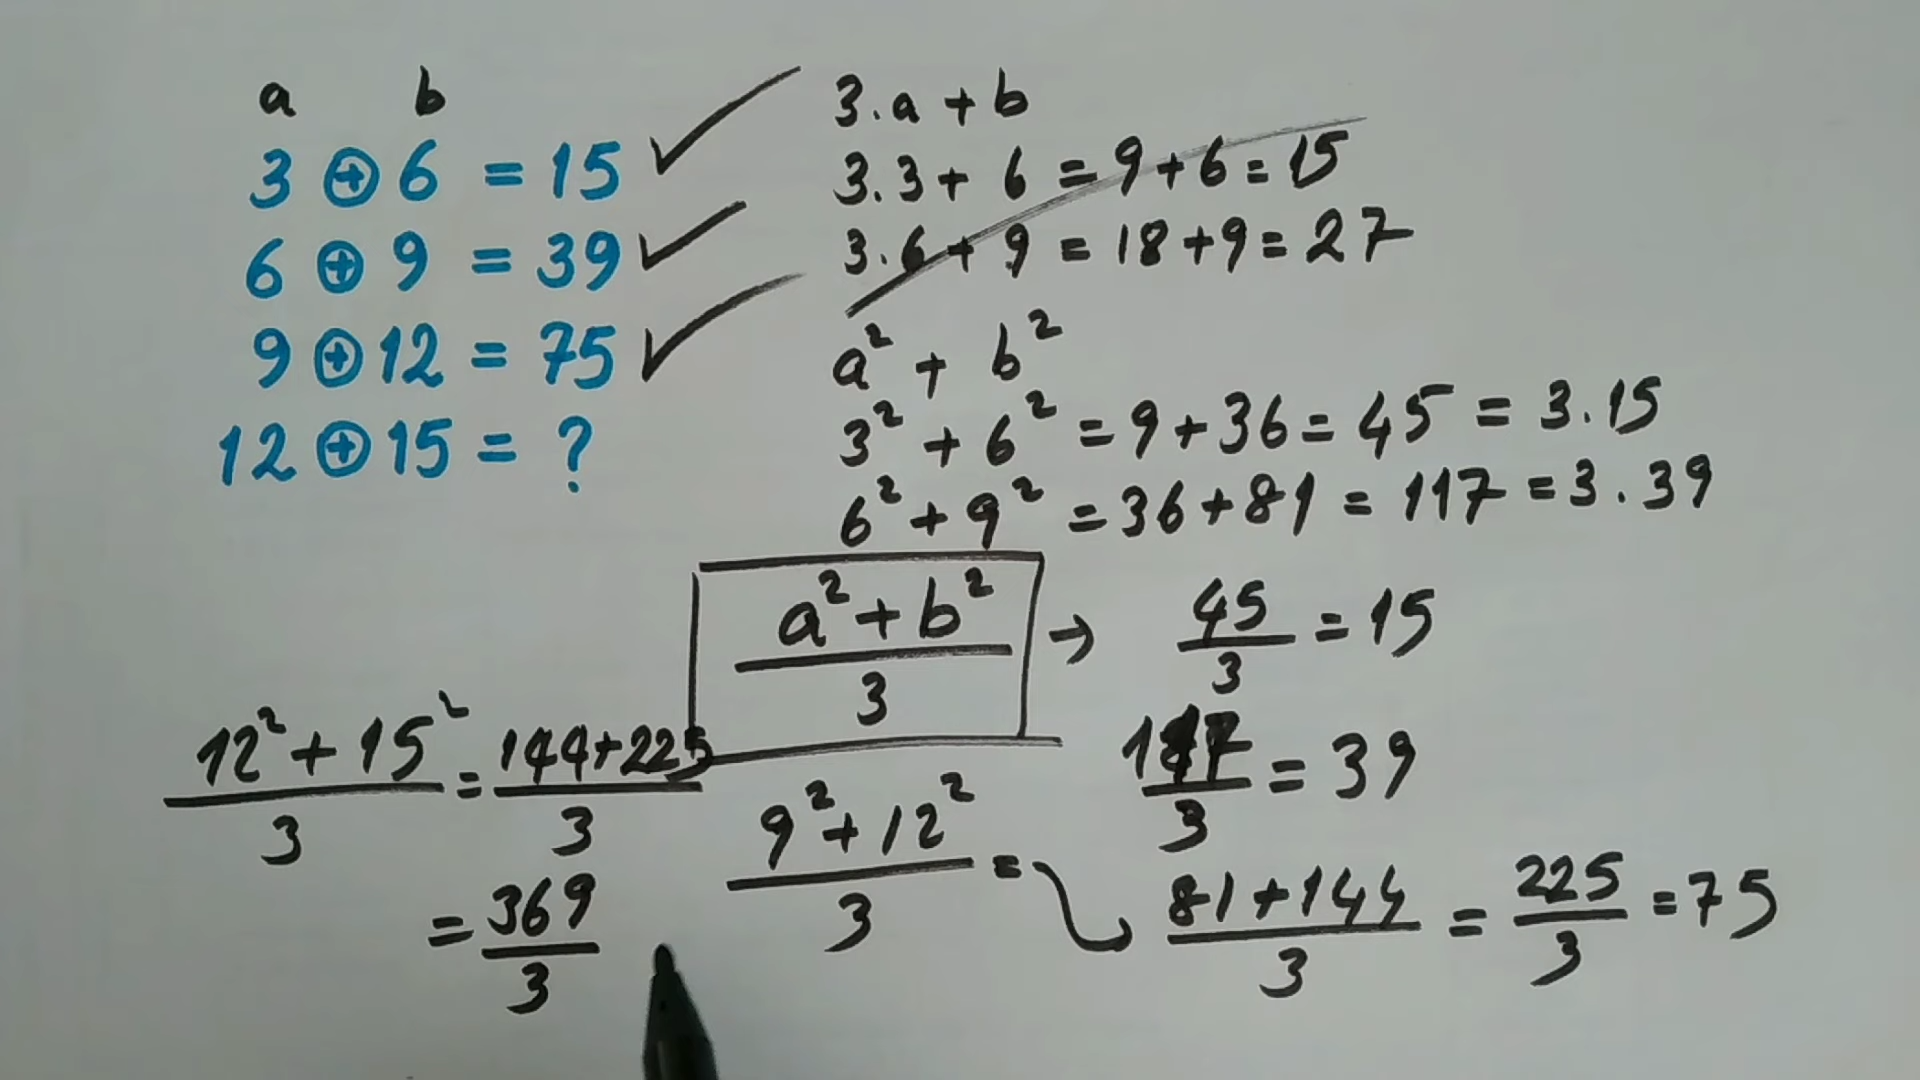 a b
3 ⊕ 6 = 15
6 ⊕ 9 = 39
9 ⊕ 12 = 75
12 ⊕ 15 = ?
3.a + b
3.3 + 6 = 9 + 6 = 15
3.6 + 9 = 18 + 9 = 27
a² + b²
3² + 6² = 9 + 36 = 45 = 3.15
6² + 9² = 36 + 81 = 117 = 3.39
a² + b²
3
→ 45/3 = 15
117/3 = 39
9² + 12²
3
= 81 + 144/3 = 225/3 = 75
12² + 15²/3 = 144 + 225/3
= 369/3